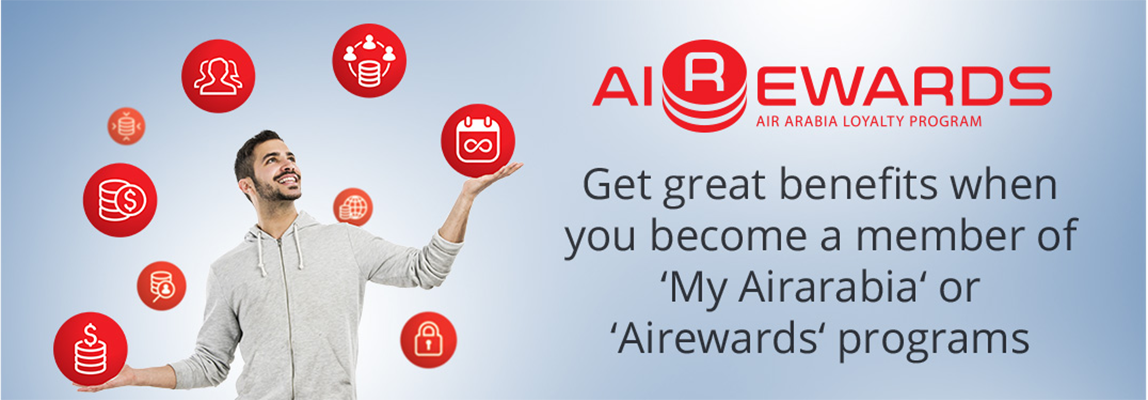 AIREWARDS
AIR ARABIA LOYALTY PROGRAM
Get great benefits when
you become a member of
‘My Airarabia‘ or
‘Airewards‘ programs
$
$